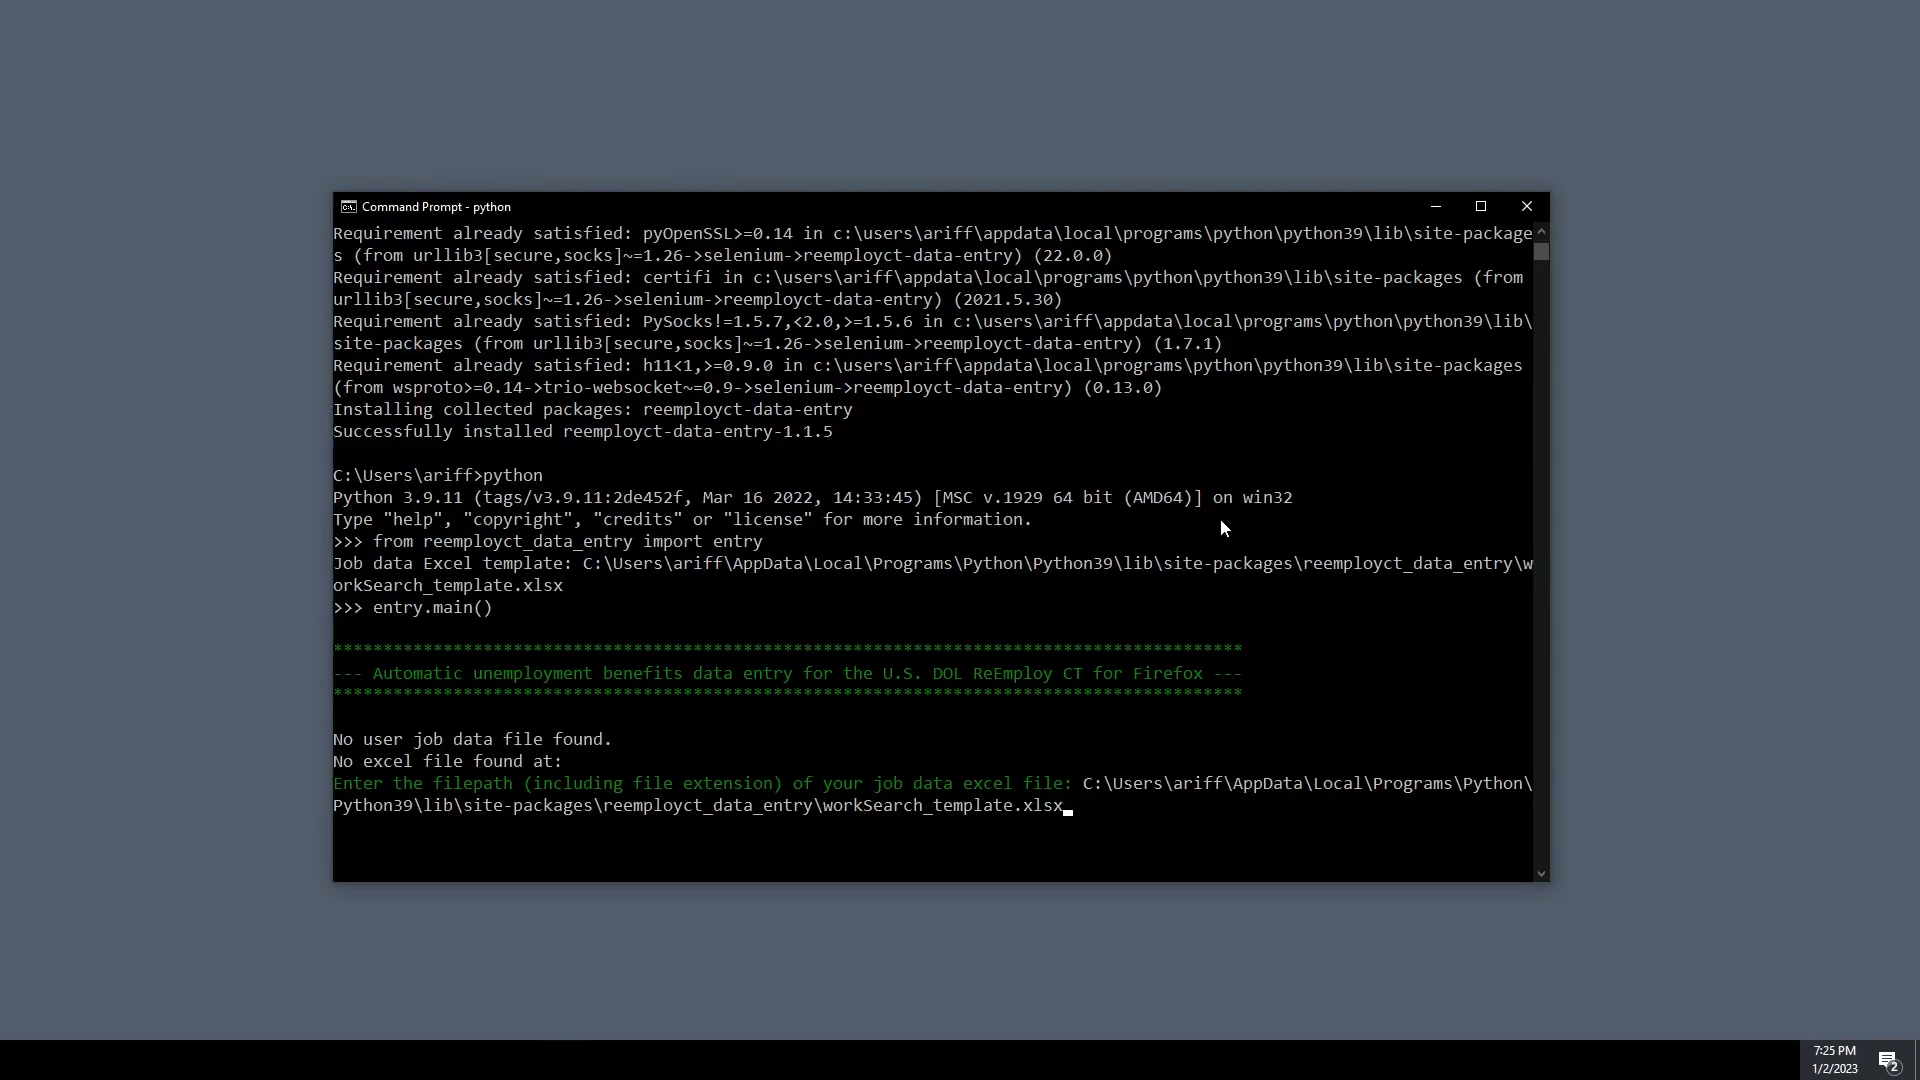 Command Prompt - python
Requirement already satisfied: pyOpenSSL>=0.14 in c:\users\ariff\appdata\local\programs\python\python39\lib\site-package
s (from urllib3[secure,socks]~=1.26->selenium->reemployct-data-entry) (22.0.0)
Requirement already satisfied: certifi in c:\users\ariff\appdata\local\programs\python\python39\lib\site-packages (from
urllib3[secure,socks]~=1.26->selenium->reemployct-data-entry) (2021.5.30)
Requirement already satisfied: PySocks!=1.5.7,<2.0,>=1.5.6 in c:\users\ariff\appdata\local\programs\python\python39\lib\
site-packages (from urllib3[secure,socks]~=1.26->selenium->reemployct-data-entry) (1.7.1)
Requirement already satisfied: h11<1,>=0.9.0 in c:\users\ariff\appdata\local\programs\python\python39\lib\site-packages
(from wsproto>=0.14->trio-websocket~=0.9->selenium->reemployct-data-entry) (0.13.0)
Installing collected packages: reemployct-data-entry
Successfully installed reemployct-data-entry-1.1.5
C:\Users\ariff>python
Python 3.9.11 (tags/v3.9.11:2de452f, Mar 16 2022, 14:33:45) [MSC v.1929 64 bit (AMD64)] on win32
Type "help", "copyright", "credits" or "license" for more information.
>>> from reemployct_data_entry import entry
Job data Excel template: C:\Users\ariff\AppData\Local\Programs\Python\Python39\lib\site-packages\reemployct_data_entry\w
orkSearch_template.xlsx
>>> entry.main()
*******************************************************************************************
--- Automatic unemployment benefits data entry for the U.S. DOL ReEmploy CT for Firefox ---
*******************************************************************************************
No user job data file found.
No excel file found at:
Enter the filepath (including file extension) of your job data excel file: C:\Users\ariff\AppData\Local\Programs\Python\
Python39\lib\site-packages\reemployct_data_entry\workSearch_template.xlsx
7:25 PM
1/2/2023
2